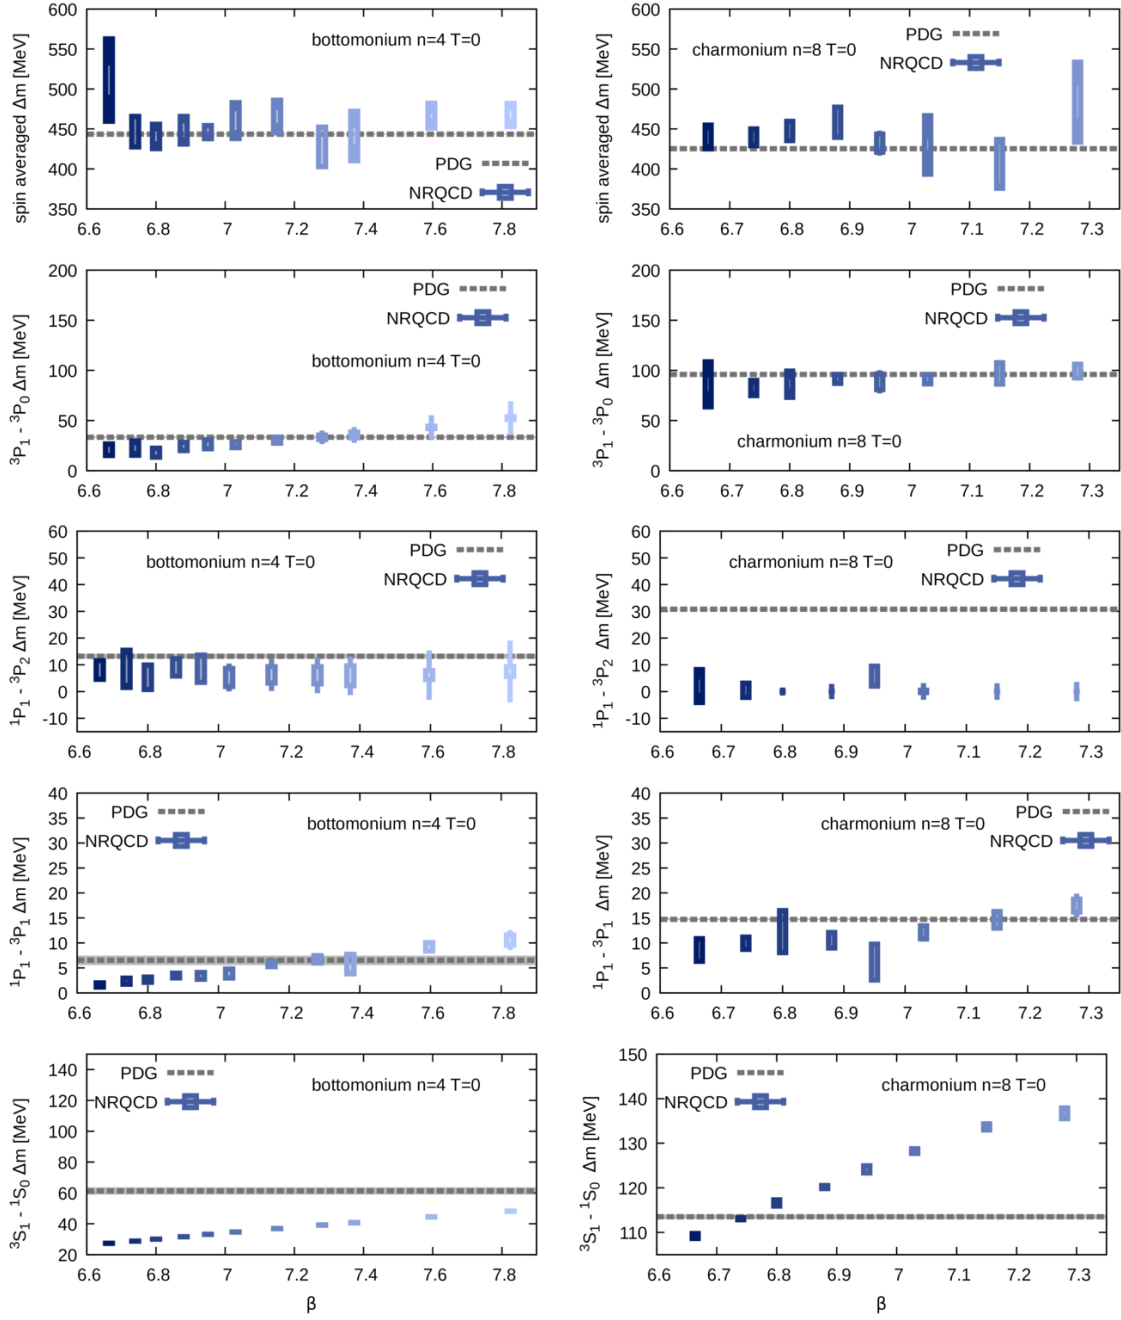 spin averaged Δm [MeV]
600
550
500
450
400
350
bottomonium n=4 T=0
PDG
NRQCD
6.6 6.8 7 7.2 7.4 7.6 7.8
spin averaged Δm [MeV]
600
550
500
450
400
350
charmonium n=8 T=0
PDG
NRQCD
6.6 6.7 6.8 6.9 7 7.1 7.2 7.3
³P₁ - ³P₀ Δm [MeV]
200
150
100
50
0
PDG
NRQCD
bottomonium n=4 T=0
6.6 6.8 7 7.2 7.4 7.6 7.8
³P₁ - ³P₀ Δm [MeV]
200
150
100
50
0
PDG
NRQCD
charmonium n=8 T=0
6.6 6.7 6.8 6.9 7 7.1 7.2 7.3
¹P₁ - ³P₂ Δm [MeV]
60
50
40
30
20
10
0
-10
bottomonium n=4 T=0
PDG
NRQCD
6.6 6.8 7 7.2 7.4 7.6 7.8
¹P₁ - ³P₂ Δm [MeV]
60
50
40
30
20
10
0
-10
charmonium n=8 T=0
PDG
NRQCD
6.6 6.7 6.8 6.9 7 7.1 7.2 7.3
¹P₁ - ³P₁ Δm [MeV]
40
35
30
25
20
15
10
5
0
PDG
NRQCD
bottomonium n=4 T=0
6.6 6.8 7 7.2 7.4 7.6 7.8
¹P₁ - ³P₁ Δm [MeV]
40
35
30
25
20
15
10
5
0
PDG
NRQCD
charmonium n=8 T=0
6.6 6.7 6.8 6.9 7 7.1 7.2 7.3
³S₁ - ¹S₀ Δm [MeV]
140
120
100
80
60
40
20
PDG
NRQCD
bottomonium n=4 T=0
6.6 6.8 7 7.2 7.4 7.6 7.8
β
³S₁ - ¹S₀ Δm [MeV]
150
140
130
120
110
PDG
NRQCD
charmonium n=8 T=0
6.6 6.7 6.8 6.9 7 7.1 7.2 7.3
β